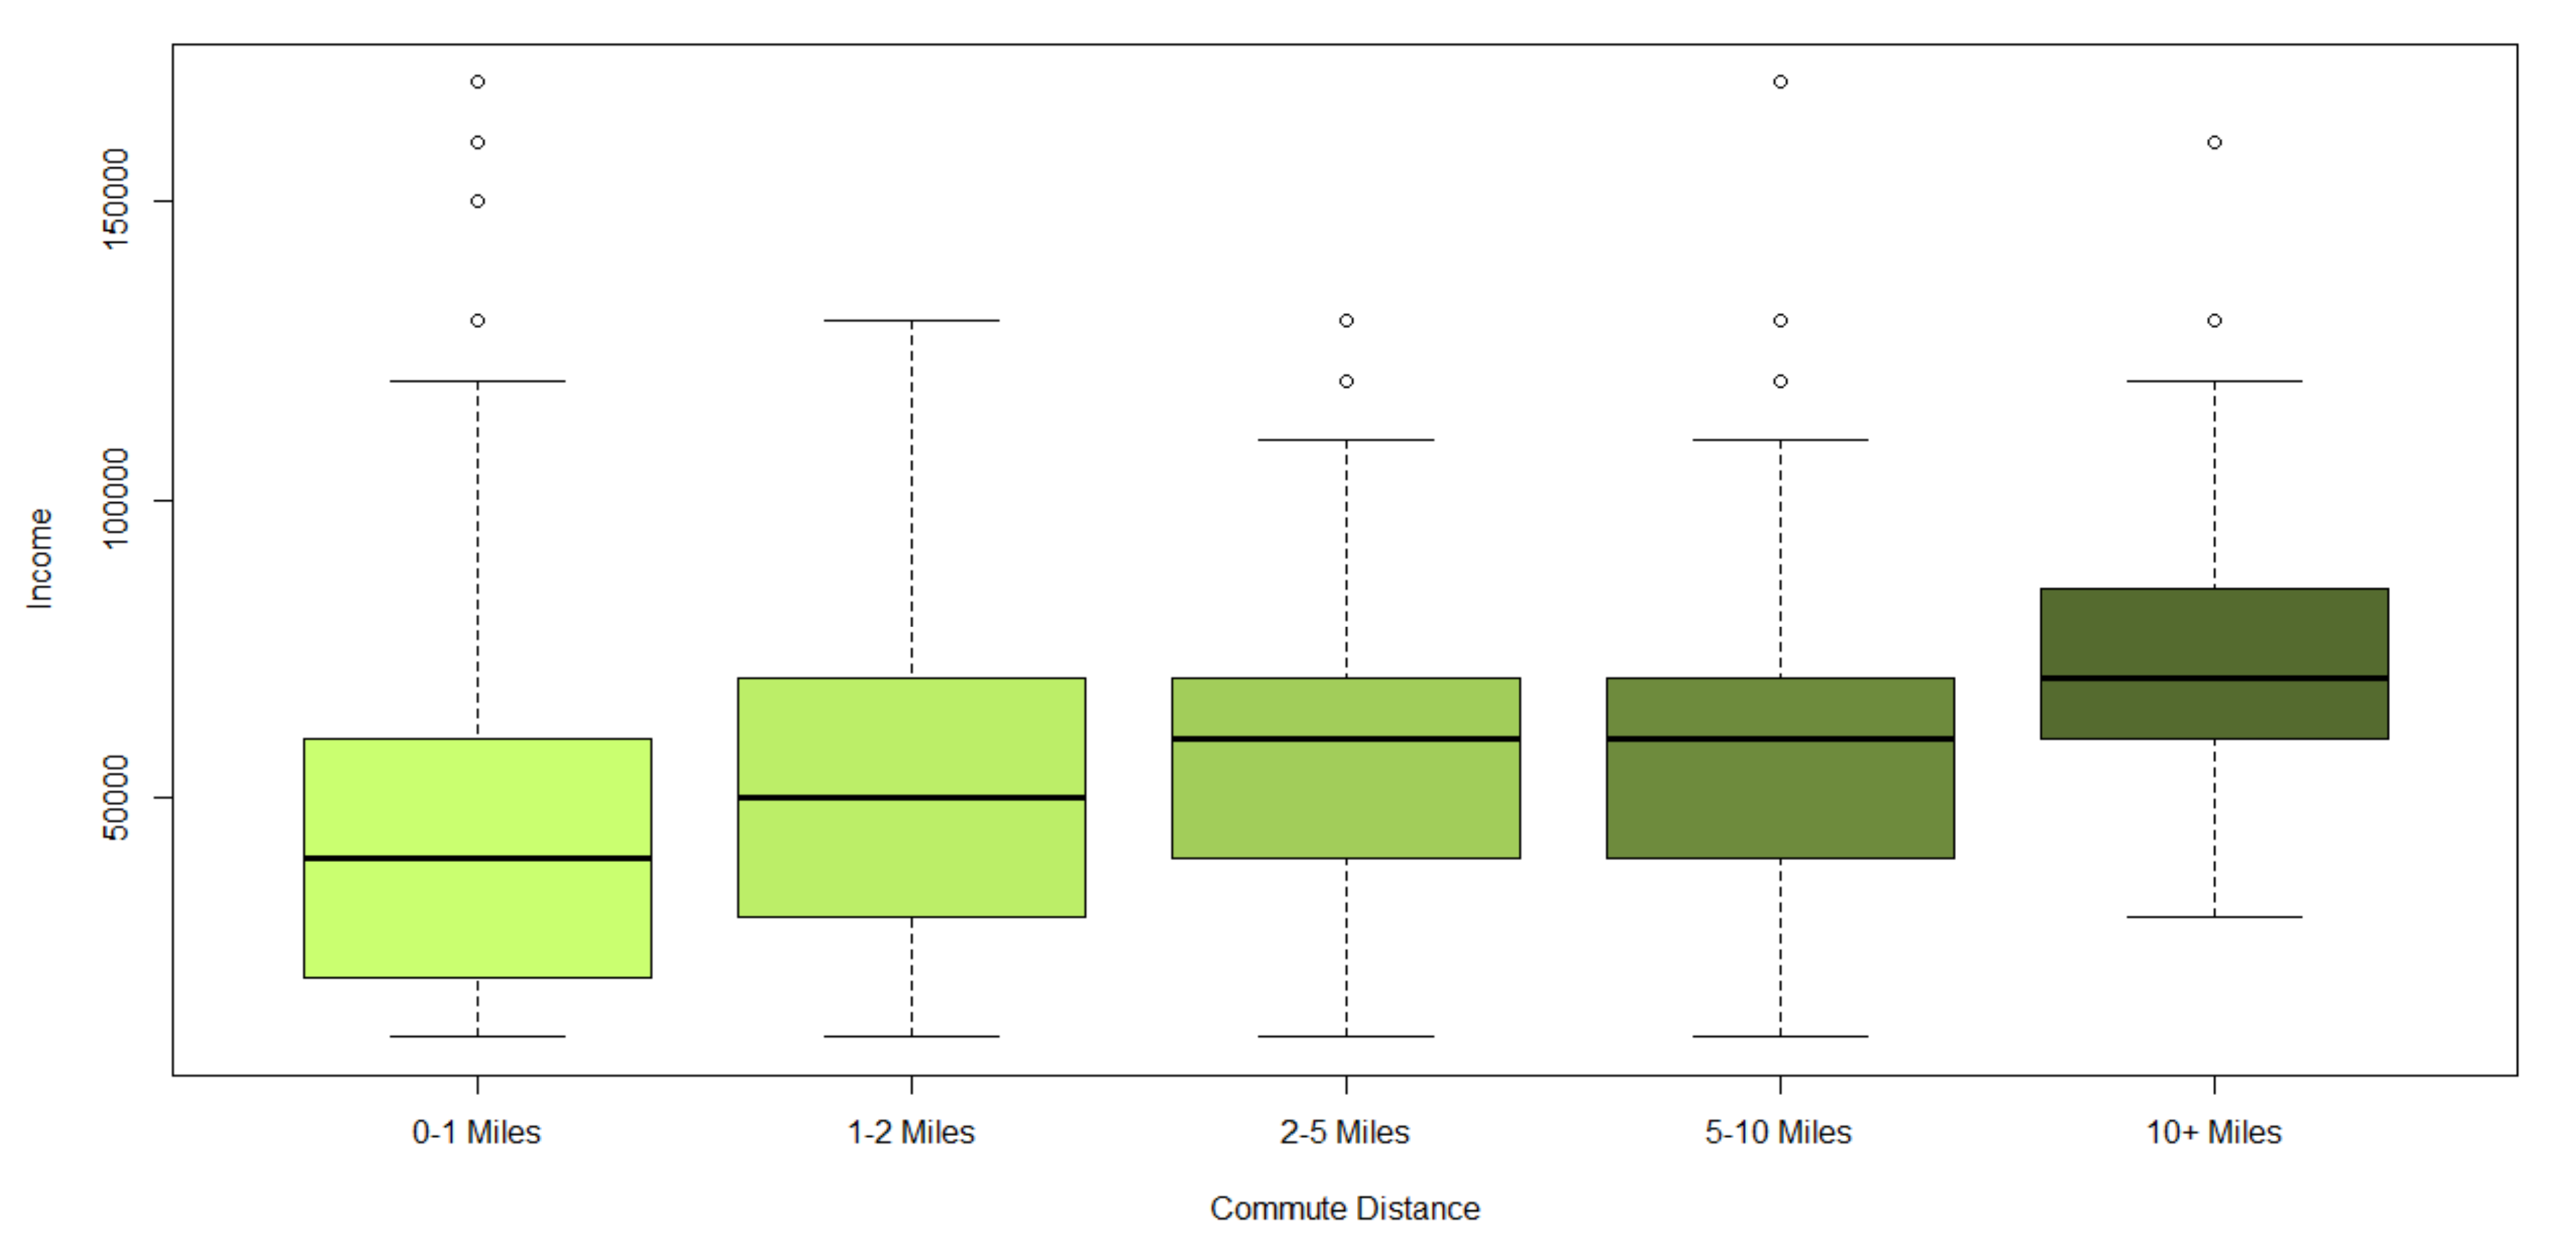 Income
150000
100000
50000
0-1 Miles
1-2 Miles
2-5 Miles
5-10 Miles
10+ Miles
Commute Distance